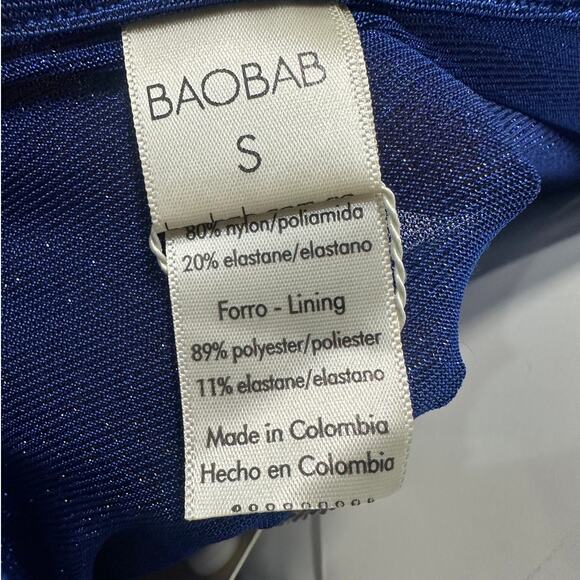 BAOBAB
S
80% nylon/poliamida
20% elastane/elastano
Forro - Lining
89% polyester/poliester
11% elastane/elastano
Made in Colombia
Hecho en Colombia